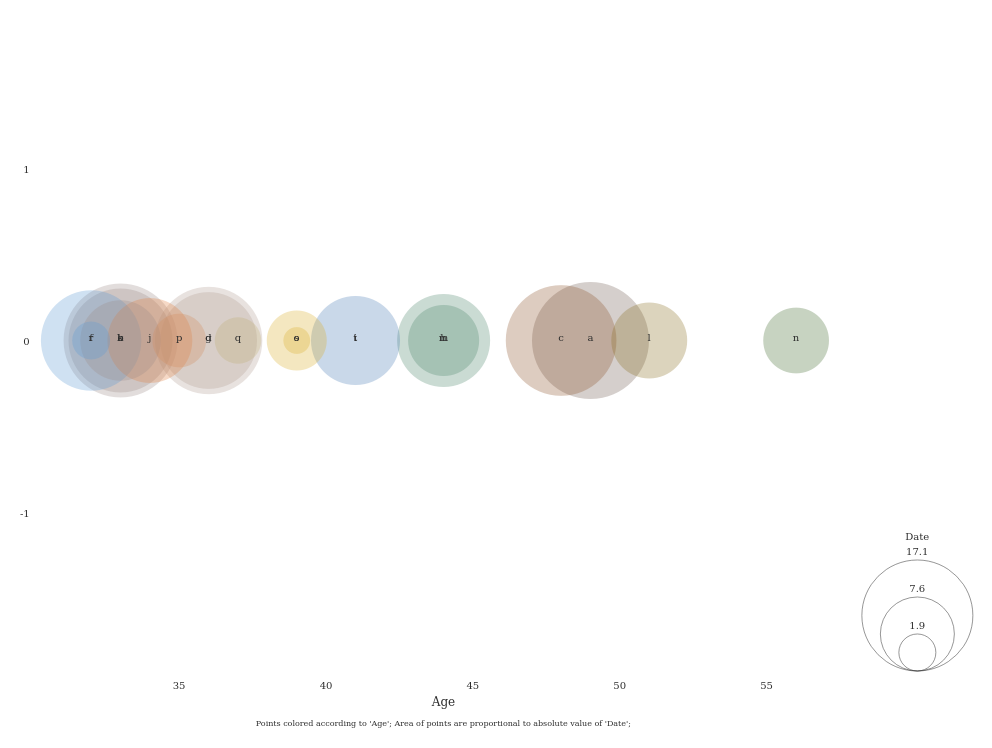 1
0
-1
j p q c a l n
Date
17.1
7.6
1.9
35 40 45 50 55
Age
Points colored according to 'Age'; Area of points are proportional to absolute value of 'Date';